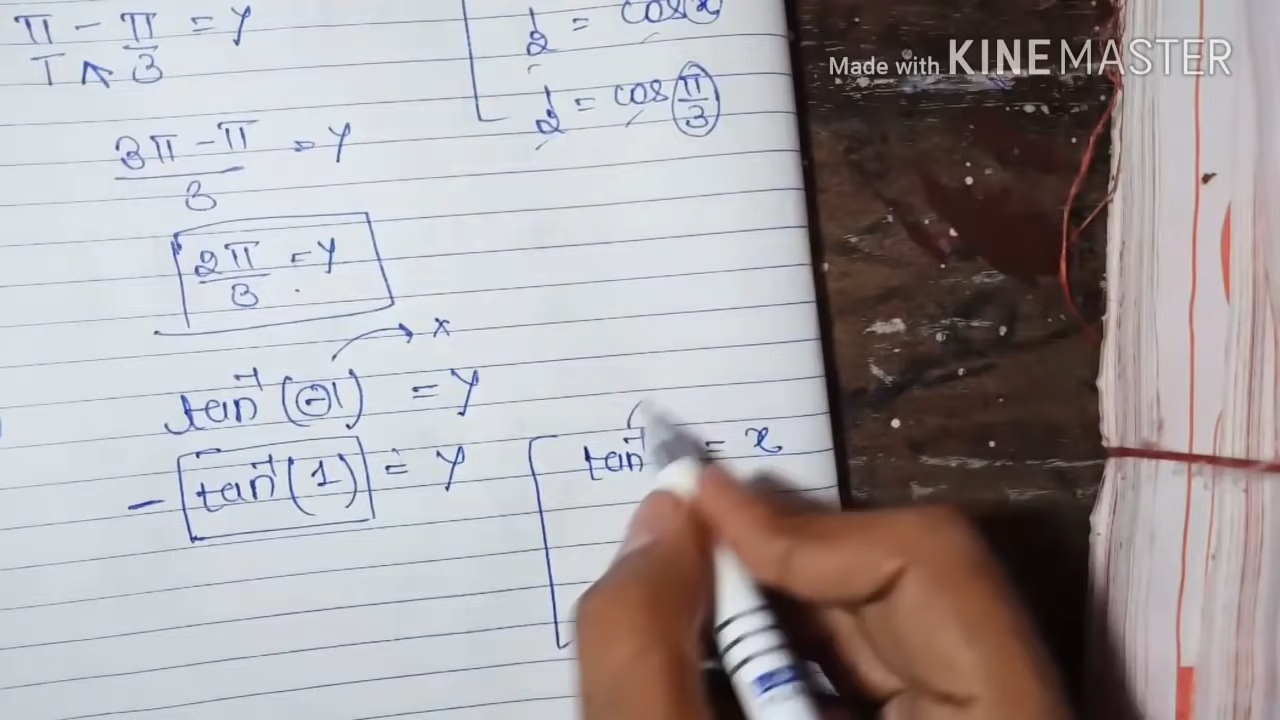 π/1 - π/3 = y
(3π - π)/3 = y
2π/3 = y
1/2 = cos x
1/2 = cos π/3
Made with KINEMASTER
x
tan⁻¹(-1) = y
- tan⁻¹(1) = y
tan⁻¹ = x